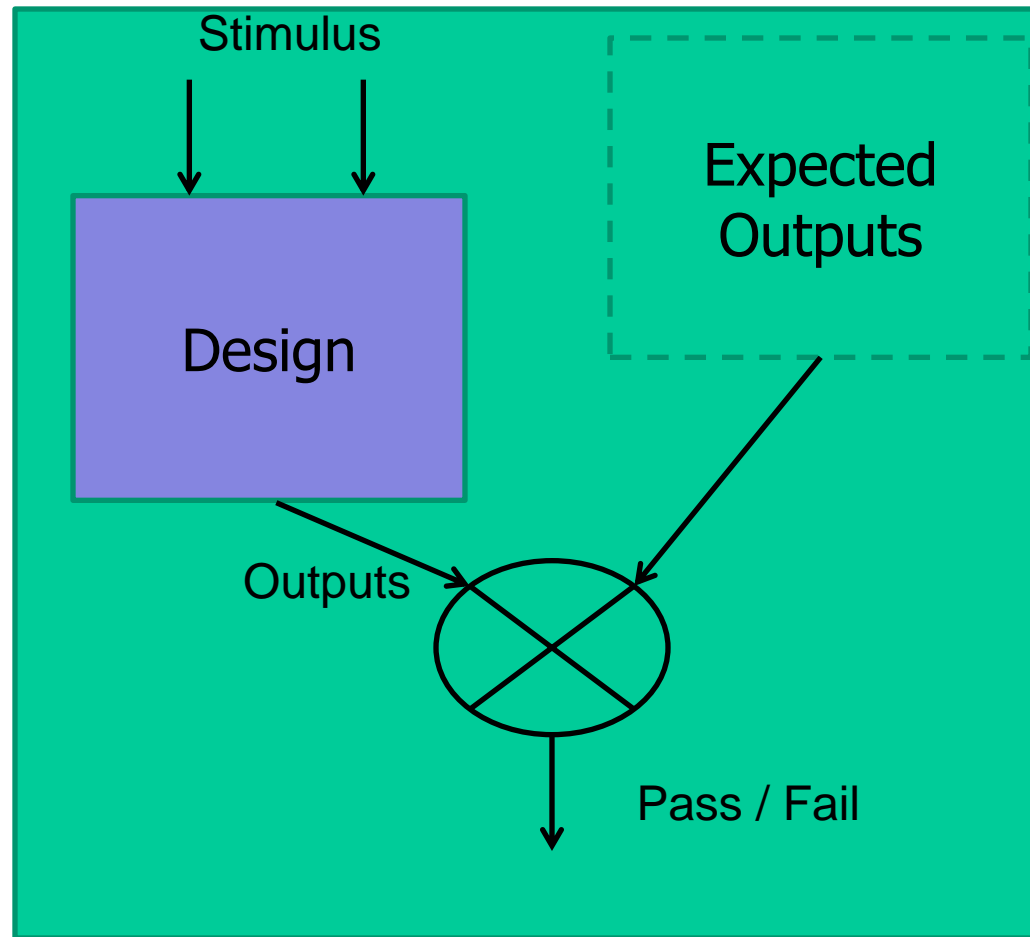 Stimulus
Expected
Outputs
Design
Outputs
Pass / Fail